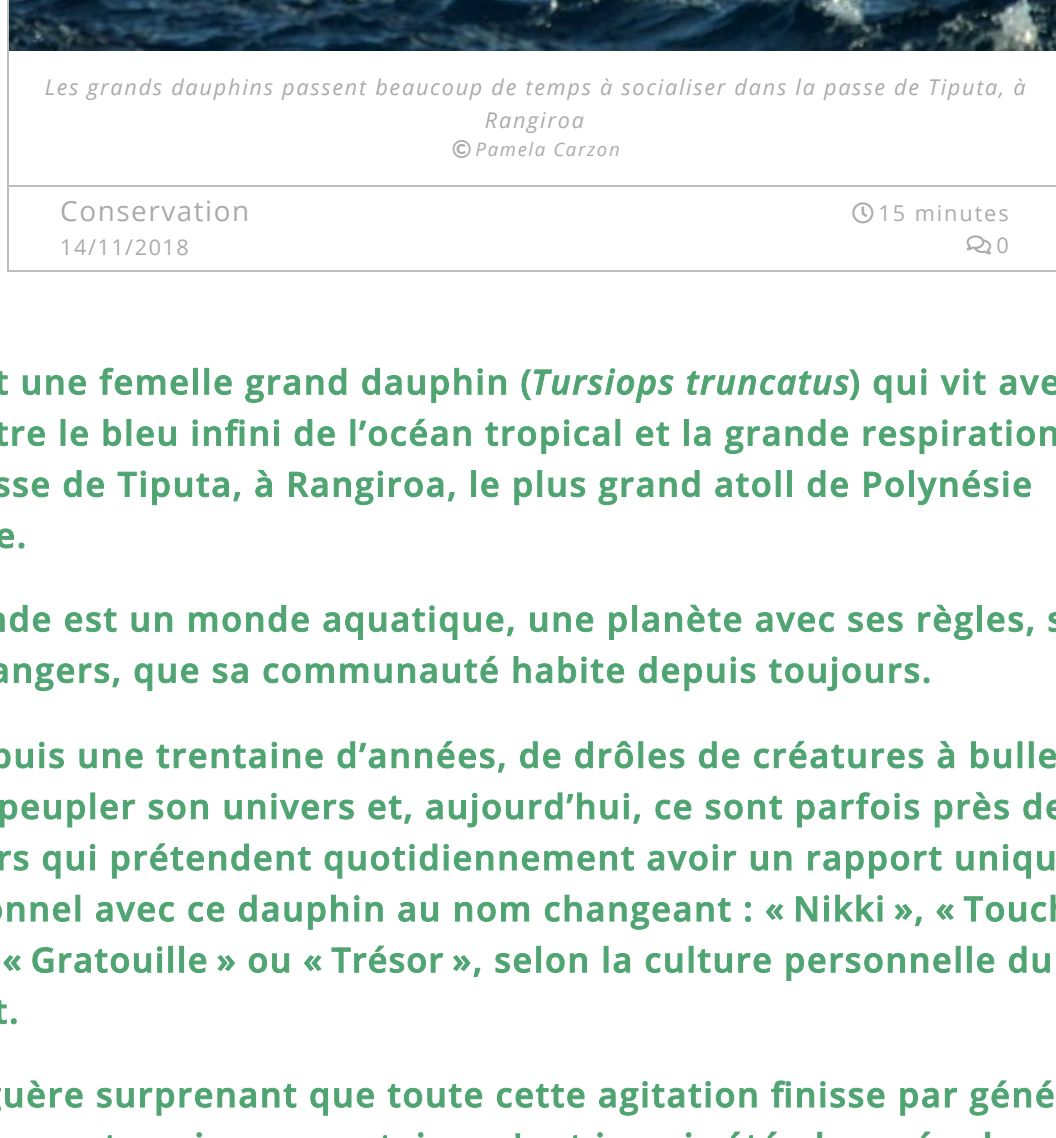 Les grands dauphins passent beaucoup de temps à socialiser dans la passe de Tiputa, à
Rangiroa
© Pamela Carzon
Conservation
15 minutes
14/11/2018
0
t une femelle grand dauphin (Tursiops truncatus) qui vit ave
tre le bleu infini de l’océan tropical et la grande respiration
sse de Tiputa, à Rangiroa, le plus grand atoll de Polynésie
e.
nde est un monde aquatique, une planète avec ses règles, s
angers, que sa communauté habite depuis toujours.
puis une trentaine d’années, de drôles de créatures à bulle
peupler son univers et, aujourd’hui, ce sont parfois près de
rs qui prétendent quotidiennement avoir un rapport uniqu
onnel avec ce dauphin au nom changeant : « Nikki », « Touch
« Gratouille » ou « Trésor », selon la culture personnelle du
t.
guère surprenant que toute cette agitation finisse par géné